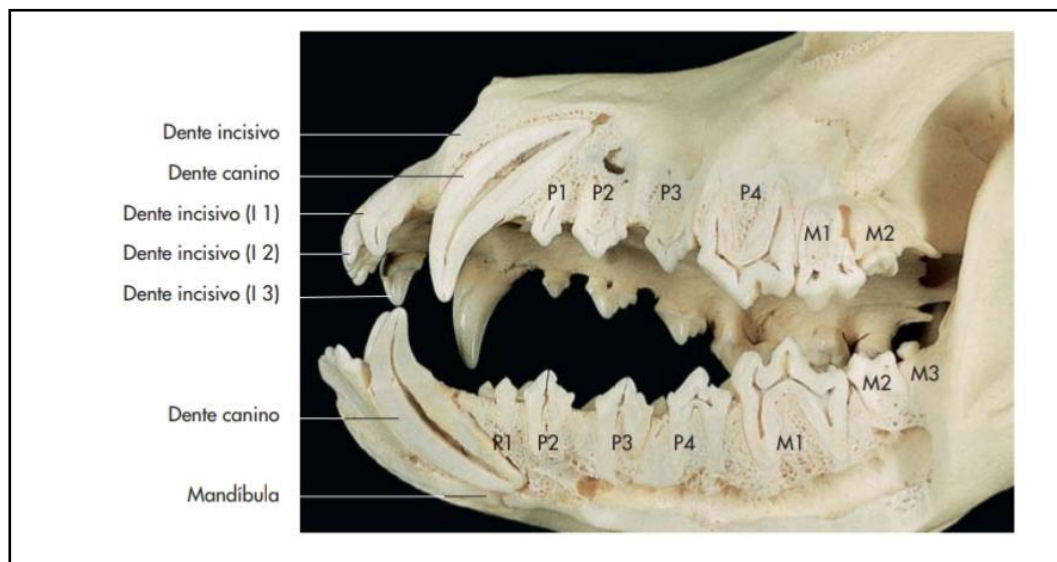 Dente incisivo
Dente canino
Dente incisivo (I 1)
Dente incisivo (I 2)
Dente incisivo (I 3)
P1 P2 P3 P4 M1 M2
M2 M3
Dente canino
P1 P2 P3 P4 M1
Mandíbula